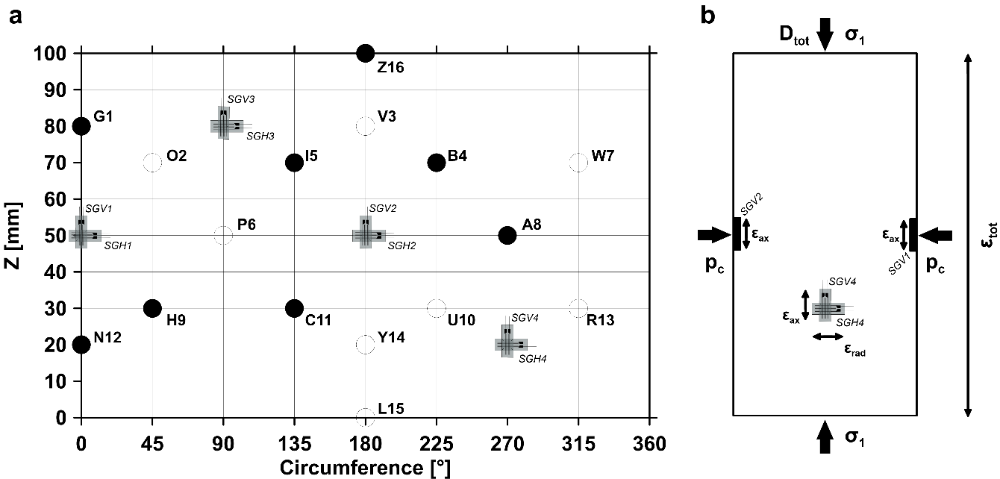 a
b
Z [mm]
100
90
80
70
60
50
40
30
20
10
0
Z16
SGV3
G1
V3
SGH3
O2
I5
B4
W7
SGV1
SGV2
P6
A8
SGH1
SGH2
H9
C11
U10
R13
SGV4
N12
Y14
SGH4
L15
0 45 90 135 180 225 270 315 360
Circumference [°]
Dtot σ1
SGV2
εax
εax
pc
SGV1
pc
εtot
SGV4
εax
SGH4
εrad
σ1